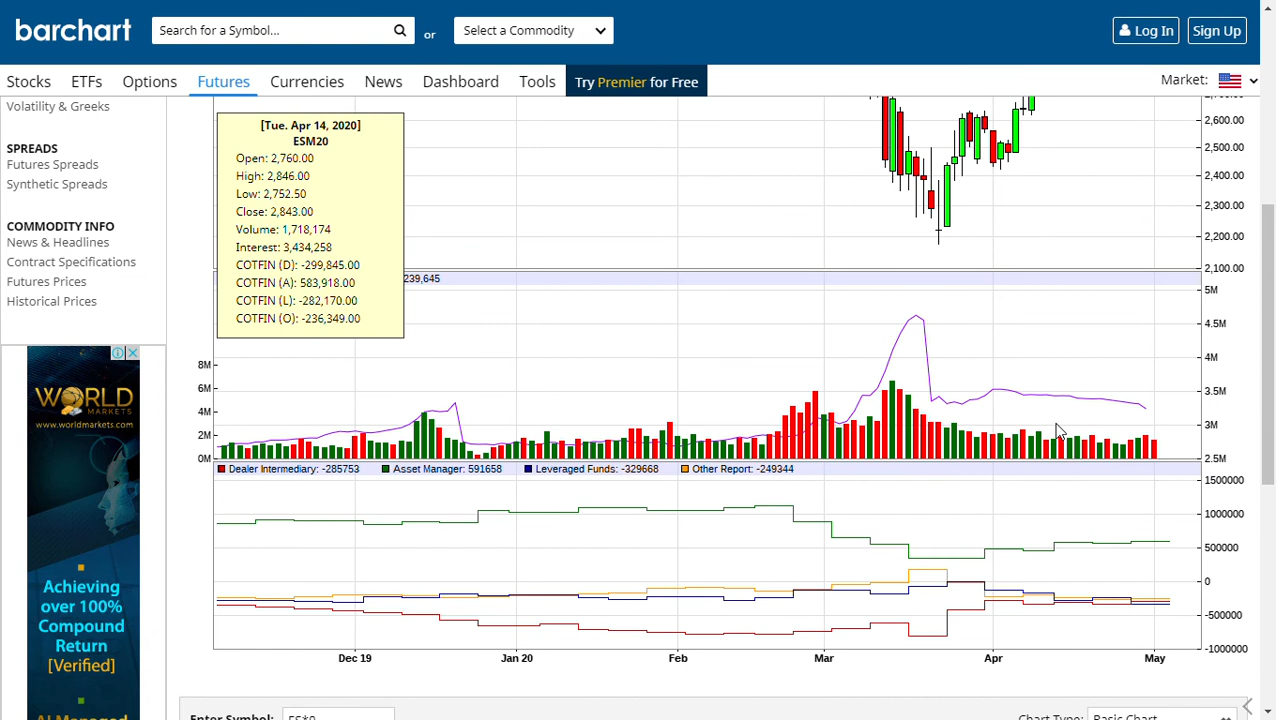 barchart
Search for a Symbol...
or
Select a Commodity
Log In
Sign Up
Stocks
ETFs
Options
Futures
Currencies
News
Dashboard
Tools
Try Premier for Free
Market:
Volatility & Greeks
SPREADS
Futures Spreads
Synthetic Spreads
COMMODITY INFO
News & Headlines
Contract Specifications
Futures Prices
Historical Prices
WORLD
MARKETS
www.worldmarkets.com
Achieving
over 100%
Compound
Return
[Verified]
AI Managed
[Tue. Apr 14, 2020]
ESM20
Open: 2,760.00
High: 2,846.00
Low: 2,752.50
Close: 2,843.00
Volume: 1,718,174
Interest: 3,434,258
COTFIN (D): -299,845.00
COTFIN (A): 583,918.00
COTFIN (L): -282,170.00
COTFIN (O): -236,349.00
2,700.00
2,600.00
2,500.00
2,400.00
2,300.00
2,200.00
2,100.00
239,645
5M
4.5M
4M
3.5M
3M
2.5M
8M
6M
4M
2M
0M
Dealer Intermediary: -285753
Asset Manager: 591658
Leveraged Funds: -329668
Other Report: -249344
1500000
1000000
500000
0
-500000
-1000000
Dec 19
Jan 20
Feb
Mar
Apr
May
Enter Symbol:
ES*0
Chart Type:
Basic Chart